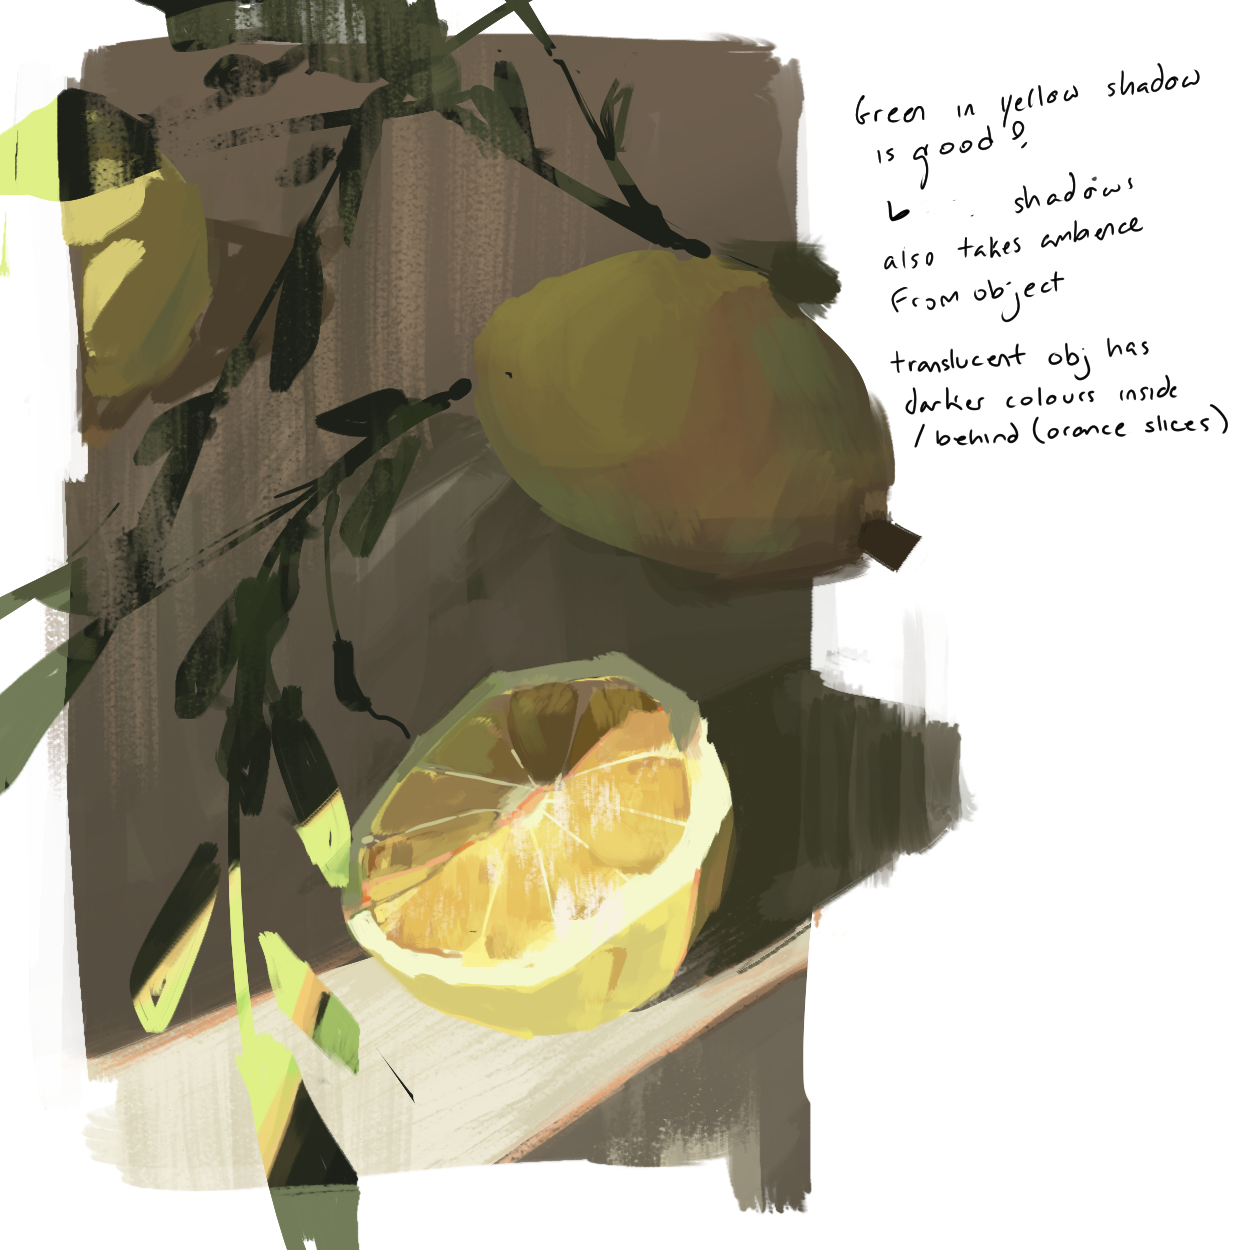 Green in yellow shadow
is good!
↳ shadows
also takes ambience
From object
translucent obj has
darker colours inside
/ behind (orance slices)